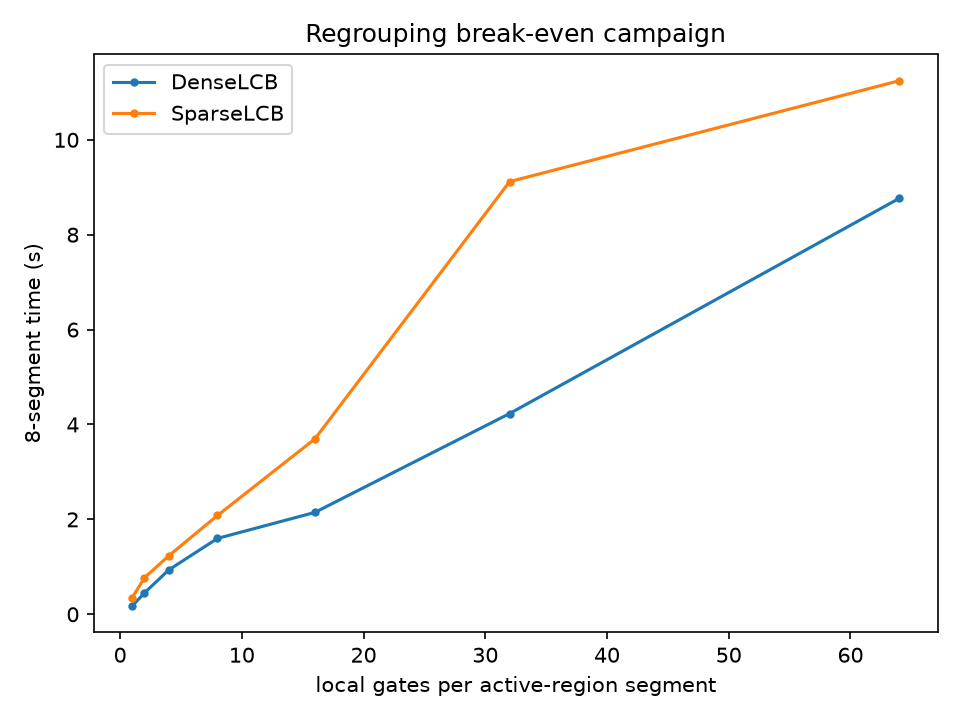 Regrouping break-even campaign
DenseLCB
SparseLCB
10
8
6
4
2
0
8-segment time (s)
0 10 20 30 40 50 60
local gates per active-region segment